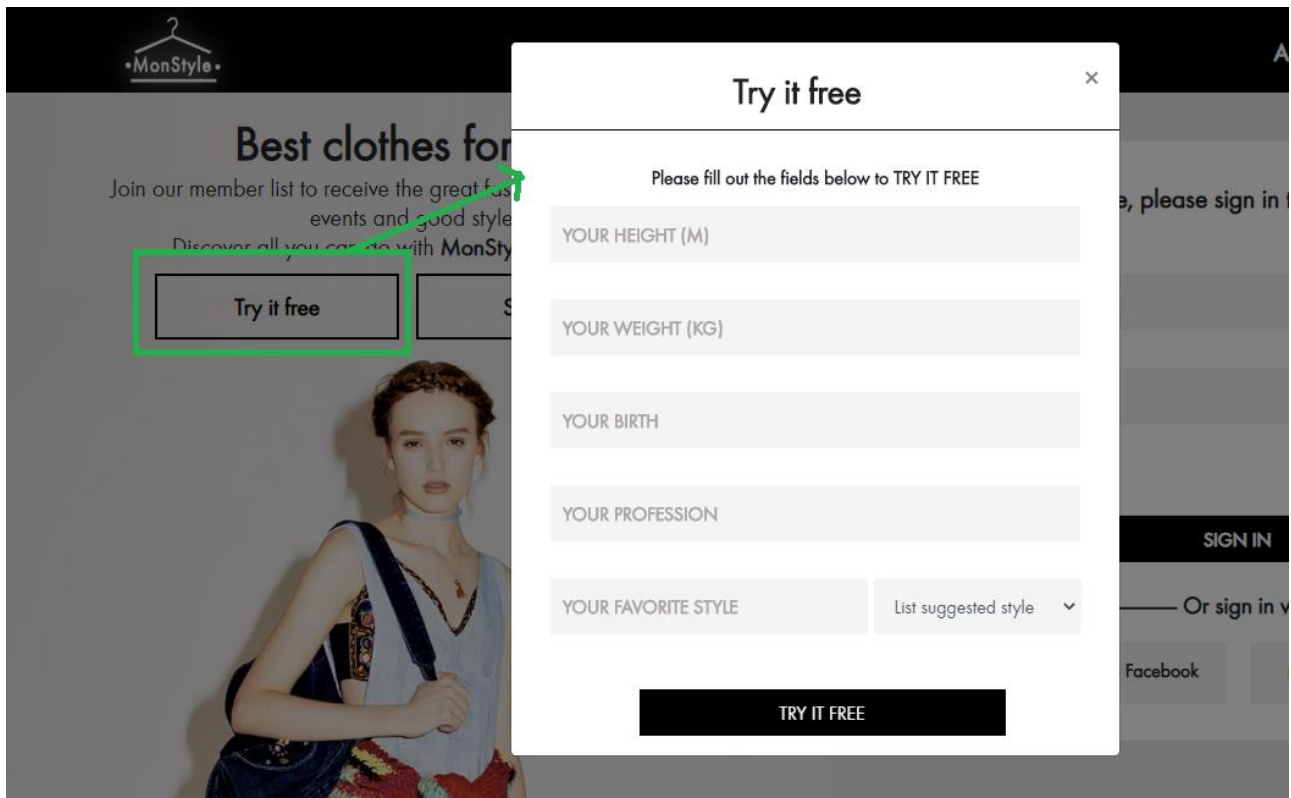 •MonStyle•
A
Try it free
×
Best clothes for
Join our member list to receive the great fas
events and good style
Discover all you can do with MonSty
Try it free
S
Please fill out the fields below to TRY IT FREE
YOUR HEIGHT (M)
YOUR WEIGHT (KG)
YOUR BIRTH
YOUR PROFESSION
YOUR FAVORITE STYLE
List suggested style
TRY IT FREE
e, please sign in
SIGN IN
Or sign in
Facebook